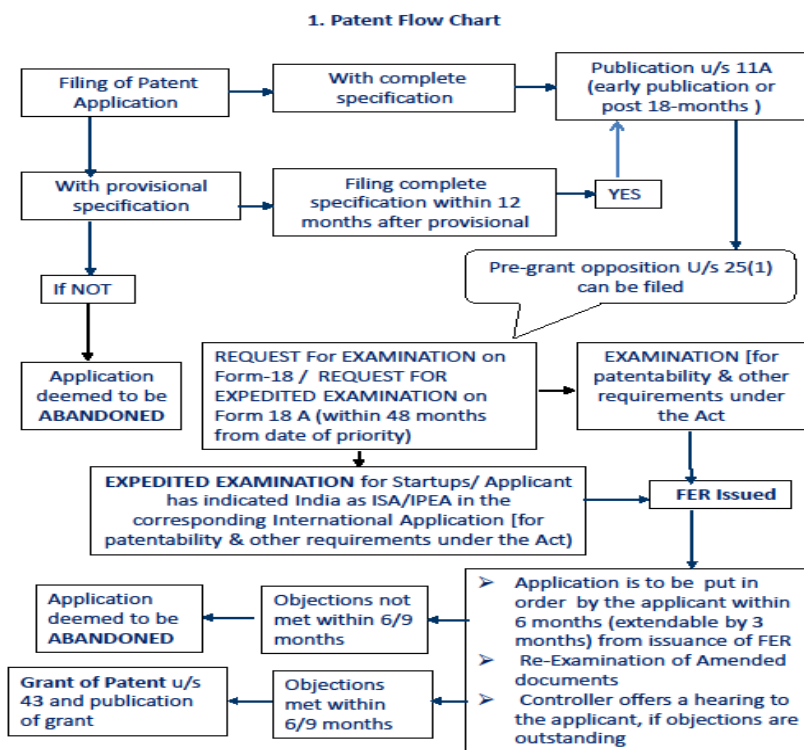 1. Patent Flow Chart
Filing of Patent
Application
With complete
specification
Publication u/s 11A
(early publication or
post 18-months )
With provisional
specification
Filing complete
specification within 12
months after provisional
YES
If NOT
Pre-grant opposition U/s 25(1)
can be filed
Application
deemed to be
ABANDONED
REQUEST For EXAMINATION on
Form-18 / REQUEST FOR
EXPEDITED EXAMINATION on
Form 18 A (within 48 months
from date of priority)
EXAMINATION [for
patentability & other
requirements under
the Act
EXPEDITED EXAMINATION for Startups/ Applicant
has indicated India as ISA/IPEA in the
corresponding International Application [for
patentability & other requirements under the Act)
FER Issued
Application
deemed to be
ABANDONED
Objections not
met within 6/9
months
➢ Application is to be put in
order by the applicant within
6 months (extendable by 3
months) from issuance of FER
➢ Re-Examination of Amended
documents
➢ Controller offers a hearing to
the applicant, if objections are
outstanding
Grant of Patent u/s
43 and publication
of grant
Objections
met within
6/9 months